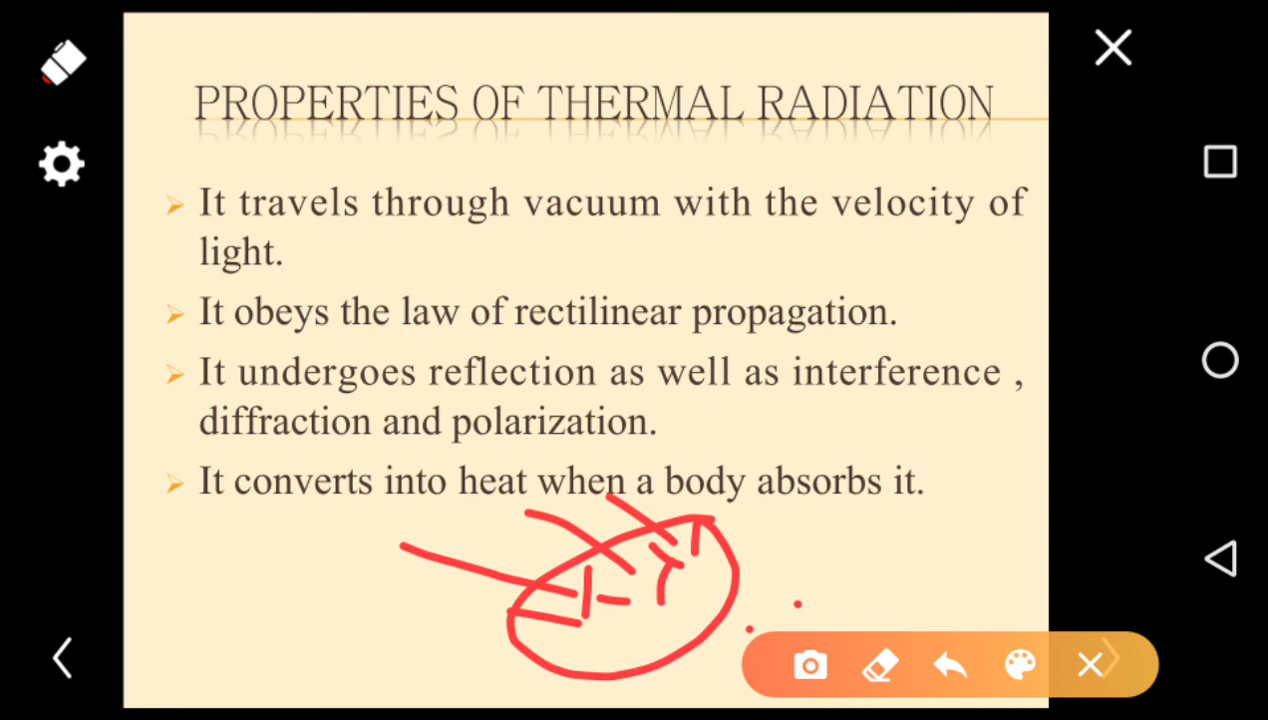 PROPERTIES OF THERMAL RADIATION
It travels through vacuum with the velocity of
light.
It obeys the law of rectilinear propagation.
It undergoes reflection as well as interference ,
diffraction and polarization.
It converts into heat when a body absorbs it.